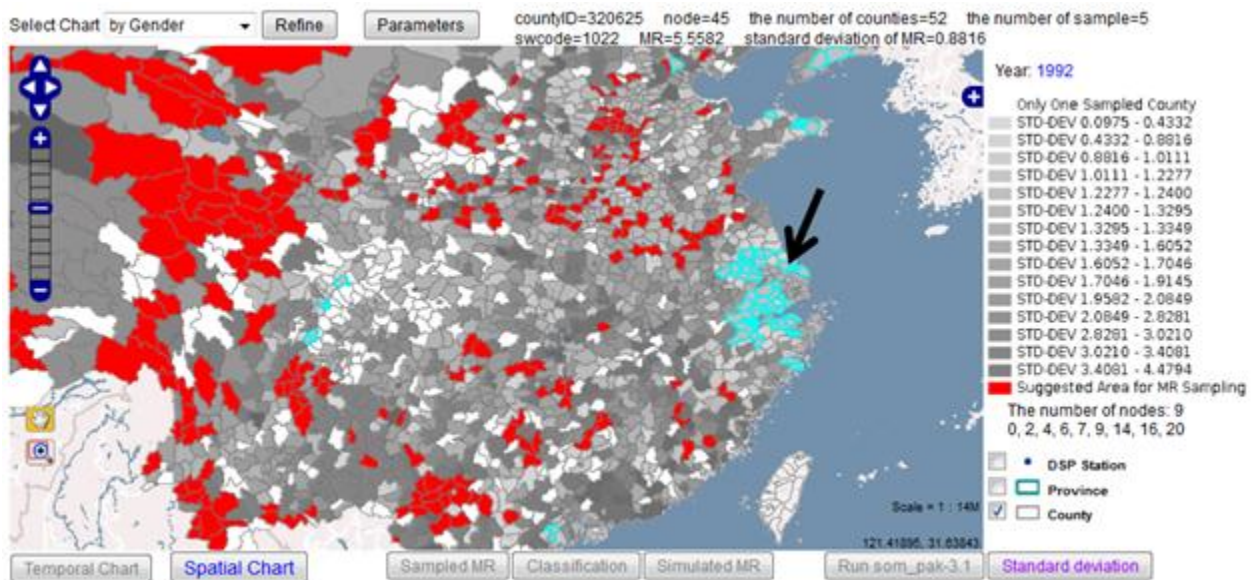 Select Chart by Gender Refine Parameters countyID=320625 node=45 the number of counties=52 the number of sample=5
swcode=1022 MR=5.5582 standard deviation of MR=0.8816
Year: 1992
Only One Sampled County
STD-DEV 0.0975 - 0.4332
STD-DEV 0.4332 - 0.8816
STD-DEV 0.8816 - 1.0111
STD-DEV 1.0111 - 1.2277
STD-DEV 1.2277 - 1.2400
STD-DEV 1.2400 - 1.3295
STD-DEV 1.3295 - 1.3349
STD-DEV 1.3349 - 1.6052
STD-DEV 1.6052 - 1.7046
STD-DEV 1.7046 - 1.9145
STD-DEV 1.9582 - 2.0849
STD-DEV 2.0849 - 2.8281
STD-DEV 2.8281 - 3.0210
STD-DEV 3.0210 - 3.4081
STD-DEV 3.4081 - 4.4794
Suggested Area for MR Sampling
The number of nodes: 9
0, 2, 4, 6, 7, 9, 14, 16, 20
DSP Station
Province
County
Scale = 1 : 14M
121.41895, 31.63843
Temporal Chart Spatial Chart Sampled MR Classification Simulated MR Run som_pak-3.1 Standard deviation